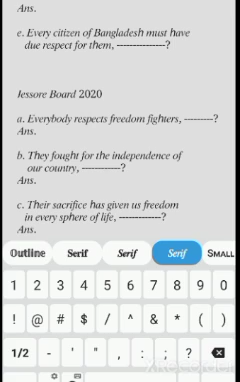 Ans.
e. Every citizen of Bangladesh must have
due respect for them, ---------------?
Jessore Board 2020
a. Everybody respects freedom fighters, ---------?
Ans.
b. They fought for the independence of
our country, ------------?
Ans.
c. Their sacrifice has given us freedom
in every sphere of life, -------------?
Ans.
Outline Serif Serif Serif SMALL
1 2 3 4 5 6 7 8 9 0
! @ # $ / ^ & * ( )
1/2 - ' " , : ; ?